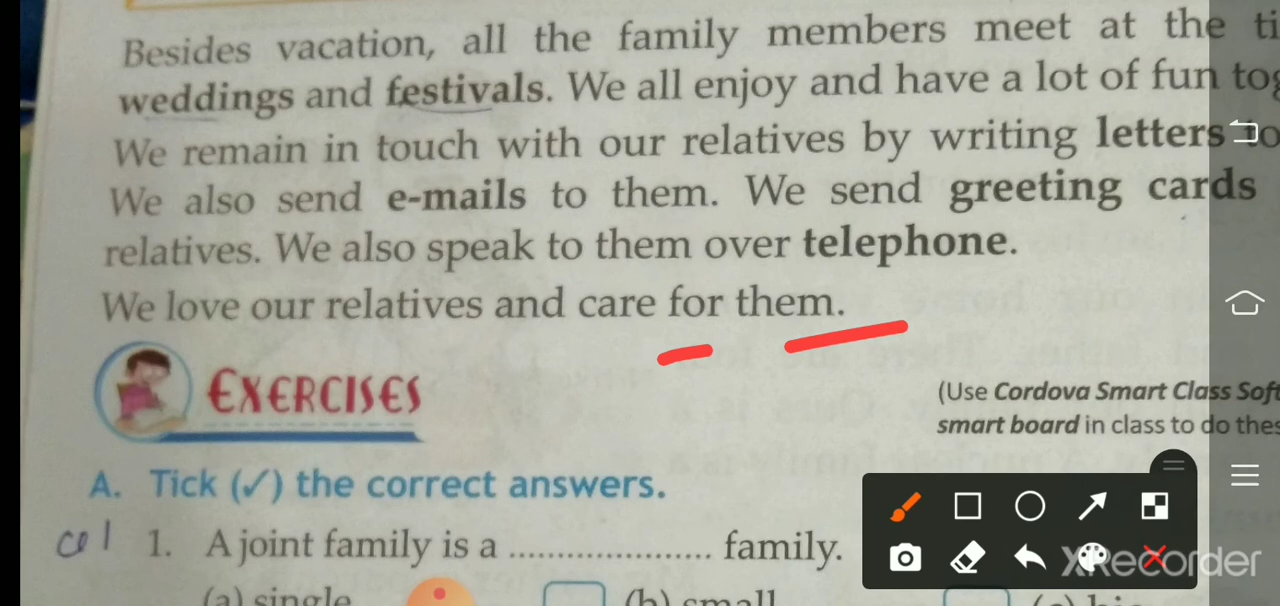 Besides vacation, all the family members meet at the
weddings and festivals. We all enjoy and have a lot of fun
We remain in touch with our relatives by writing letters to
We also send e-mails to them. We send greeting cards
relatives. We also speak to them over telephone.
We love our relatives and care for them.
EXERCISES
(Use Cordova Smart Class
smart board in class to do
A. Tick (✓) the correct answers.
1. A joint family is a .................... family.
XRecorder
(a) single (b) small